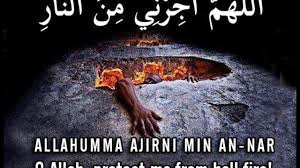 اللَّهُمَّ أَجِرْنِي مِنَ النَّارِ
ALLAHUMMA AJIRNI MIN AN-NAR
O Allah, protect me from hell fire!